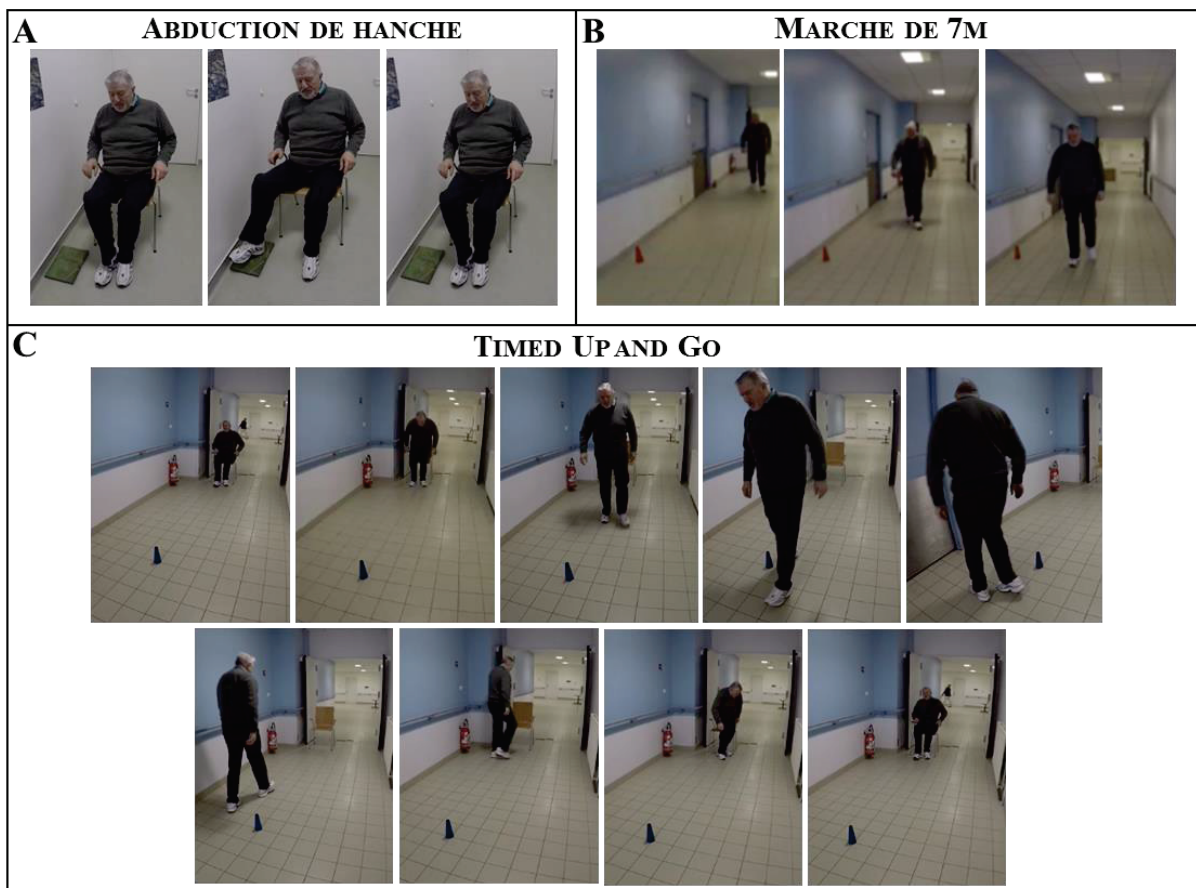 A
ABDUCTION DE HANCHE
B
MARCHE DE 7M
C
TIMED UP AND GO